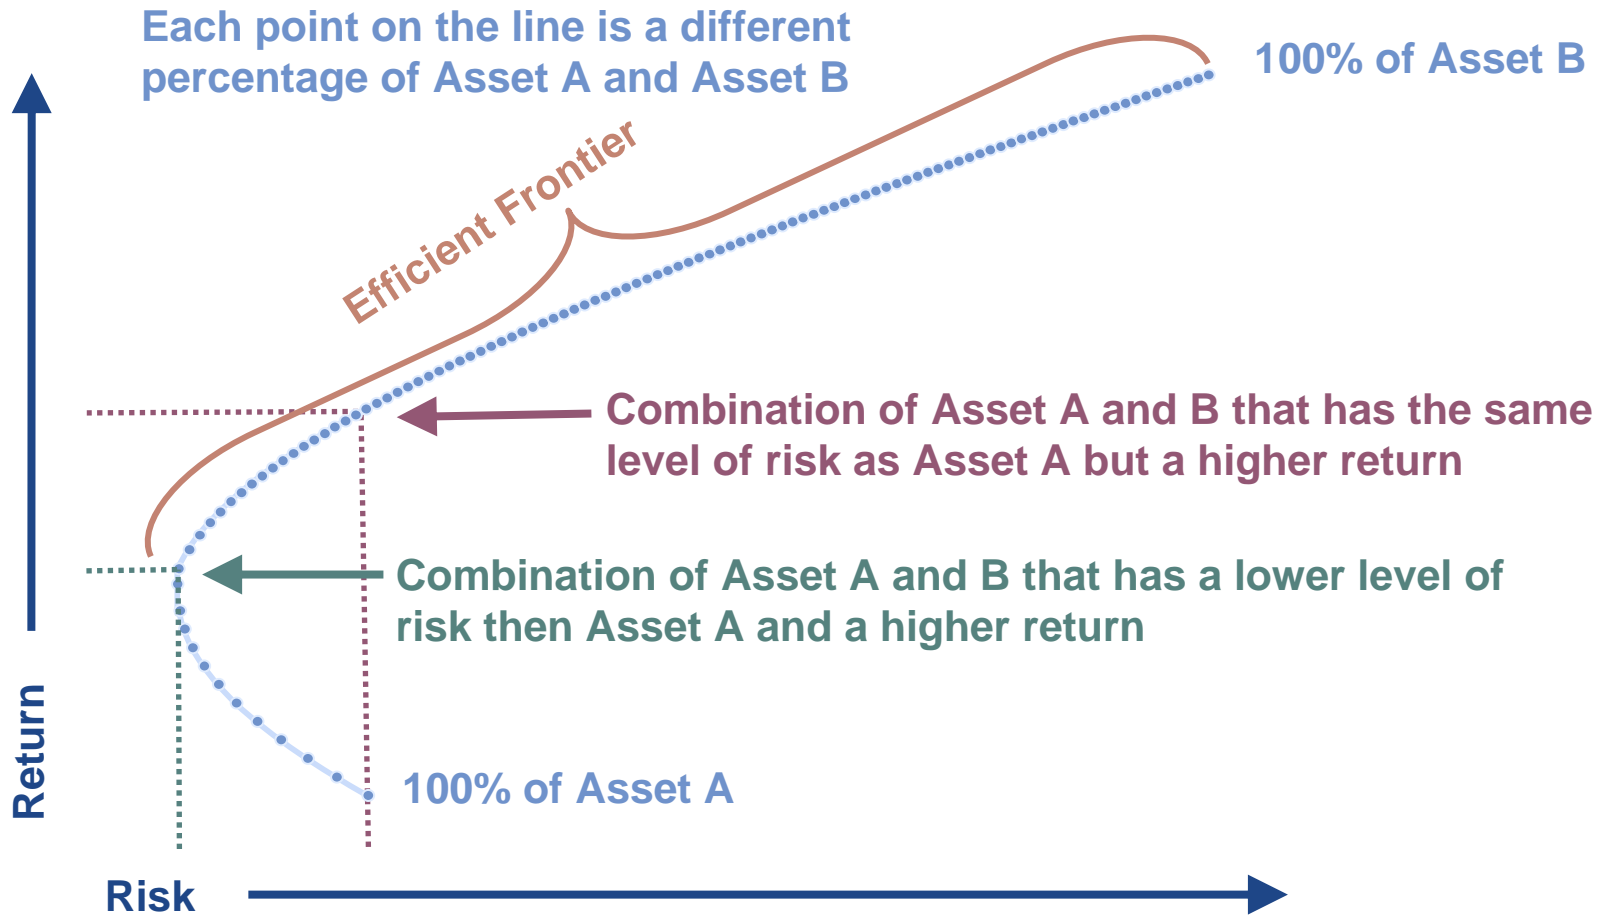 Each point on the line is a different
percentage of Asset A and Asset B
100% of Asset B
Efficient Frontier
Combination of Asset A and B that has the same
level of risk as Asset A but a higher return
Combination of Asset A and B that has a lower level of
risk then Asset A and a higher return
100% of Asset A
Return
Risk